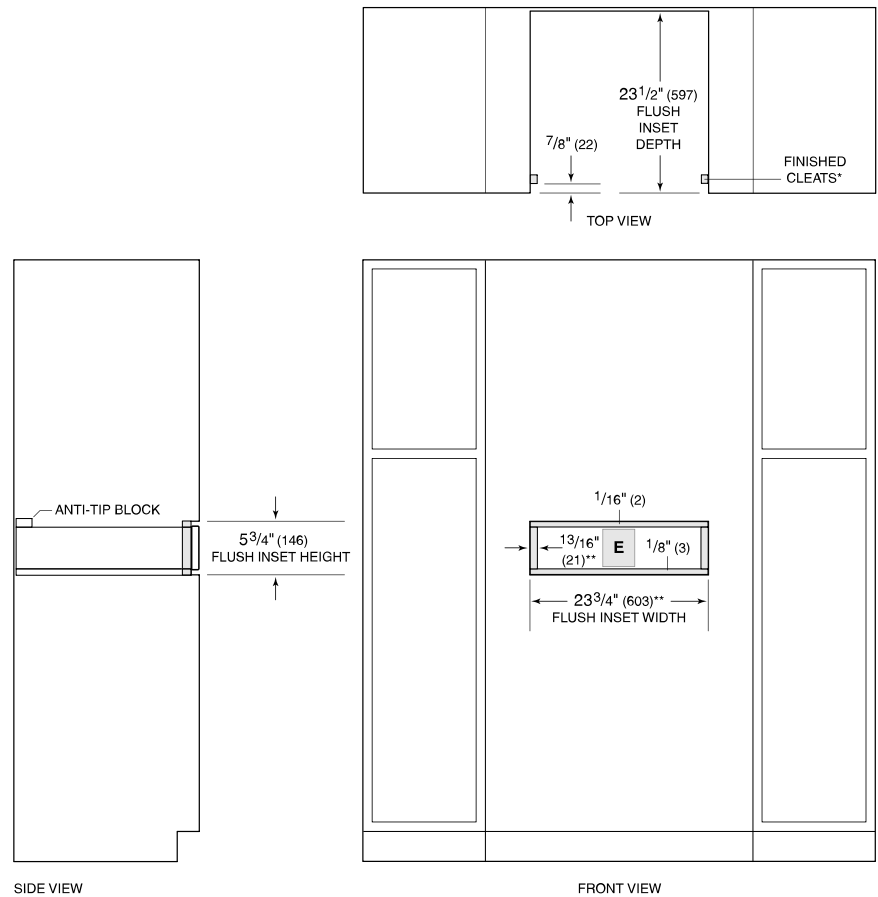 23 1/2" (597)
FLUSH
INSET
DEPTH
7/8" (22)
FINISHED
CLEATS*
TOP VIEW
ANTI-TIP BLOCK
5 3/4" (146)
FLUSH INSET HEIGHT
1/16" (2)
13/16"
(21)**
E
1/8" (3)
23 3/4" (603)**
FLUSH INSET WIDTH
SIDE VIEW
FRONT VIEW